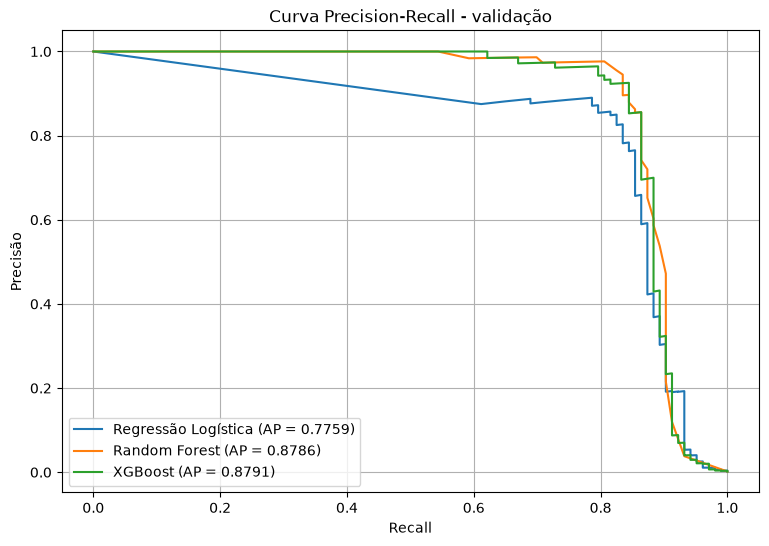 Curva Precision-Recall - validação
1.0
0.8
0.6
0.4
0.2
0.0
Precisão
Regressão Logística (AP = 0.7759)
Random Forest (AP = 0.8786)
XGBoost (AP = 0.8791)
0.0 0.2 0.4 0.6 0.8 1.0
Recall